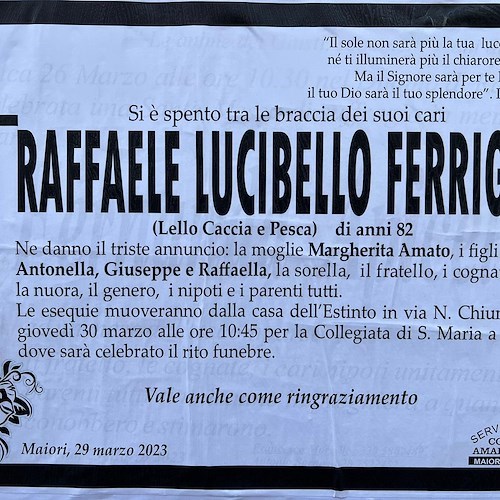 "Il sole non sarà più la tua luc
né ti illuminerà più il chiarore
Ma il Signore sarà per te l
il tuo Dio sarà il tuo splendore". I
Si è spento tra le braccia dei suoi cari
RAFFAELE LUCIBELLO FERRIG
(Lello Caccia e Pesca) di anni 82
Ne danno il triste annuncio: la moglie Margherita Amato, i figli
Antonella, Giuseppe e Raffaella, la sorella, il fratello, i cogna
la nuora, il genero, i nipoti e i parenti tutti.
Le esequie muoveranno dalla casa dell'Estinto in via N. Chiun
giovedì 30 marzo alle ore 10:45 per la Collegiata di S. Maria a
dove sarà celebrato il rito funebre.
Vale anche come ringraziamento
Maiori, 29 marzo 2023
SERV
CO
AMA
MAIOR